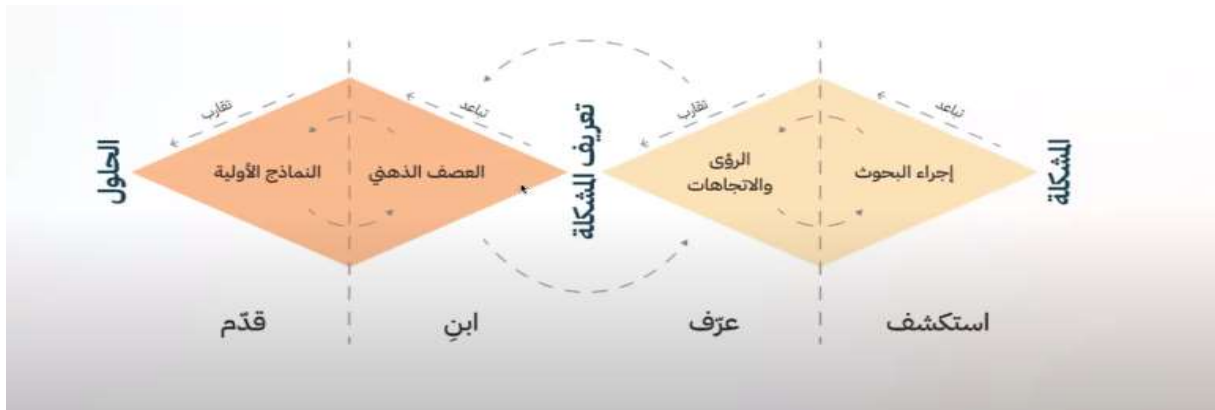 المشكلة
تباعد
إجراء البحوث
استكشف
تقارب
الرؤى
والاتجاهات
عرّف
تعريف المشكلة
تباعد
العصف الذهني
ابنِ
تقارب
النماذج الأولية
قدّم
الحلول